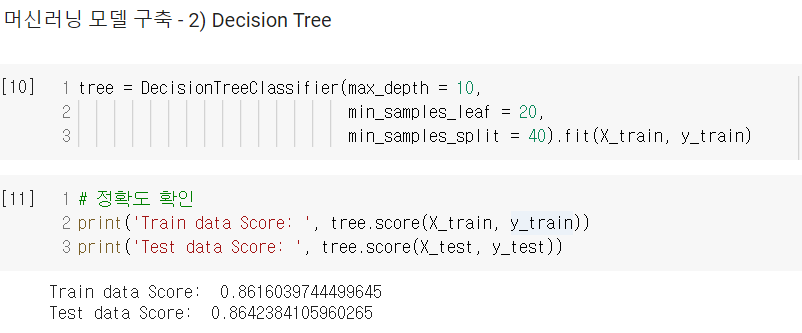 머신러닝 모델 구축 - 2) Decision Tree
[10] 1 tree = DecisionTreeClassifier(max_depth = 10,
2 min_samples_leaf = 20,
3 min_samples_split = 40).fit(X_train, y_train)
[11] 1 # 정확도 확인
2 print('Train data Score: ', tree.score(X_train, y_train))
3 print('Test data Score: ', tree.score(X_test, y_test))
Train data Score: 0.8616039744499645
Test data Score: 0.8642384105960265